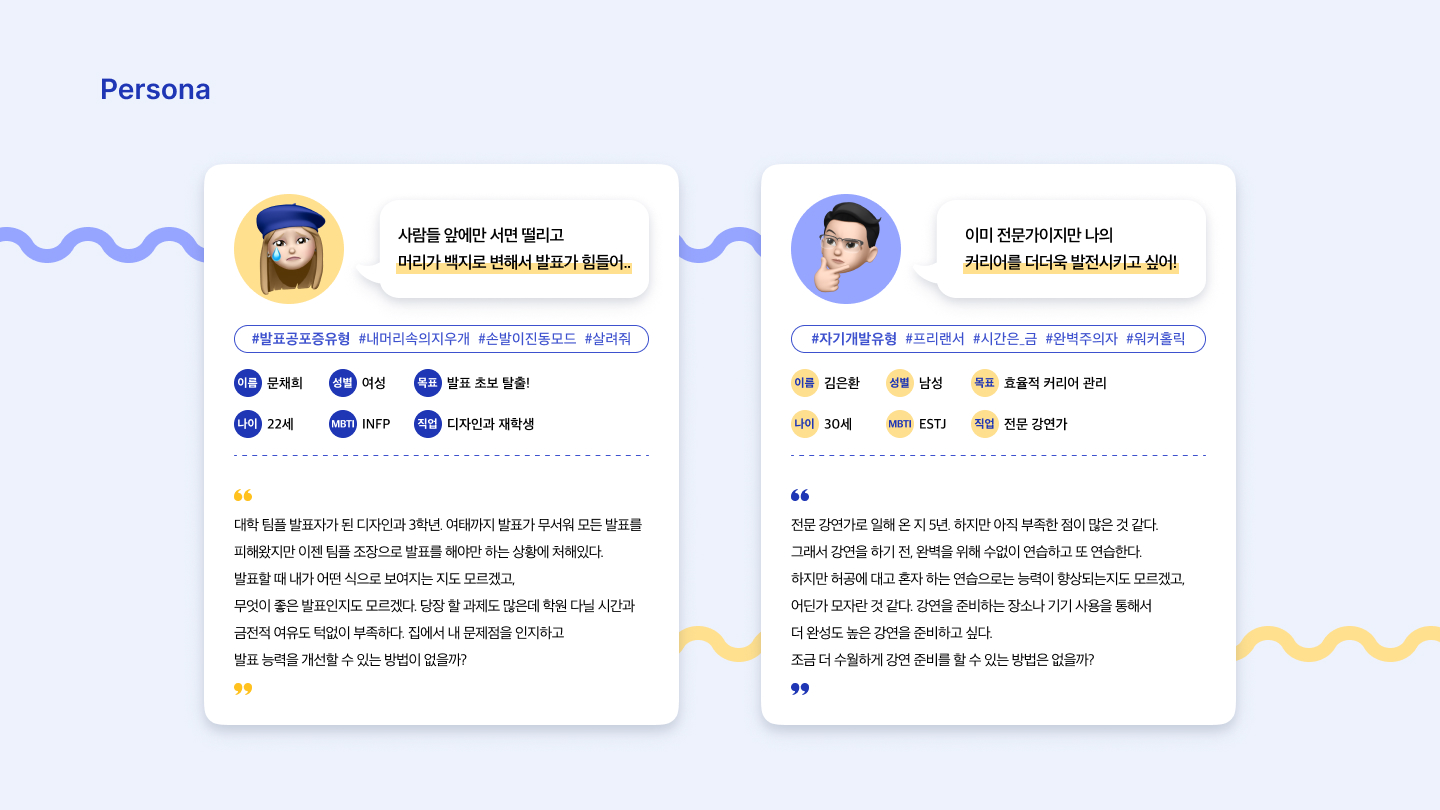 Persona
사람들 앞에만 서면 떨리고
머리가 백지로 변해서 발표가 힘들어..
#발표공포증유형 #내머리속의지우개 #손발이진동모드 #살려줘
이름 문채희 성별 여성 목표 발표 초보 탈출!
나이 22세 MBTI INFP 직업 디자인과 재학생
“
대학 팀플 발표자가 된 디자인과 3학년. 여태까지 발표가 무서워 모든 발표를
피해왔지만 이젠 팀플 조장으로 발표를 해야만 하는 상황에 처해있다.
발표할 때 내가 어떤 식으로 보여지는 지도 모르겠고,
무엇이 좋은 발표인지도 모르겠다. 당장 할 과제도 많은데 학원 다닐 시간과
금전적 여유도 턱없이 부족하다. 집에서 내 문제점을 인지하고
발표 능력을 개선할 수 있는 방법이 없을까?
”
이미 전문가이지만 나의
커리어를 더더욱 발전시키고 싶어!
#자기개발유형 #프리랜서 #시간은_금 #완벽주의자 #워커홀릭
이름 김은환 성별 남성 목표 효율적 커리어 관리
나이 30세 MBTI ESTJ 직업 전문 강연가
“
전문 강연가로 일해 온 지 5년. 하지만 아직 부족한 점이 많은 것 같다.
그래서 강연을 하기 전, 완벽을 위해 수없이 연습하고 또 연습한다.
하지만 허공에 대고 혼자 하는 연습으로는 능력이 향상되는지도 모르겠고,
어딘가 모자란 것 같다. 강연을 준비하는 장소나 기기 사용을 통해서
더 완성도 높은 강연을 준비하고 싶다.
조금 더 수월하게 강연 준비를 할 수 있는 방법은 없을까?
”